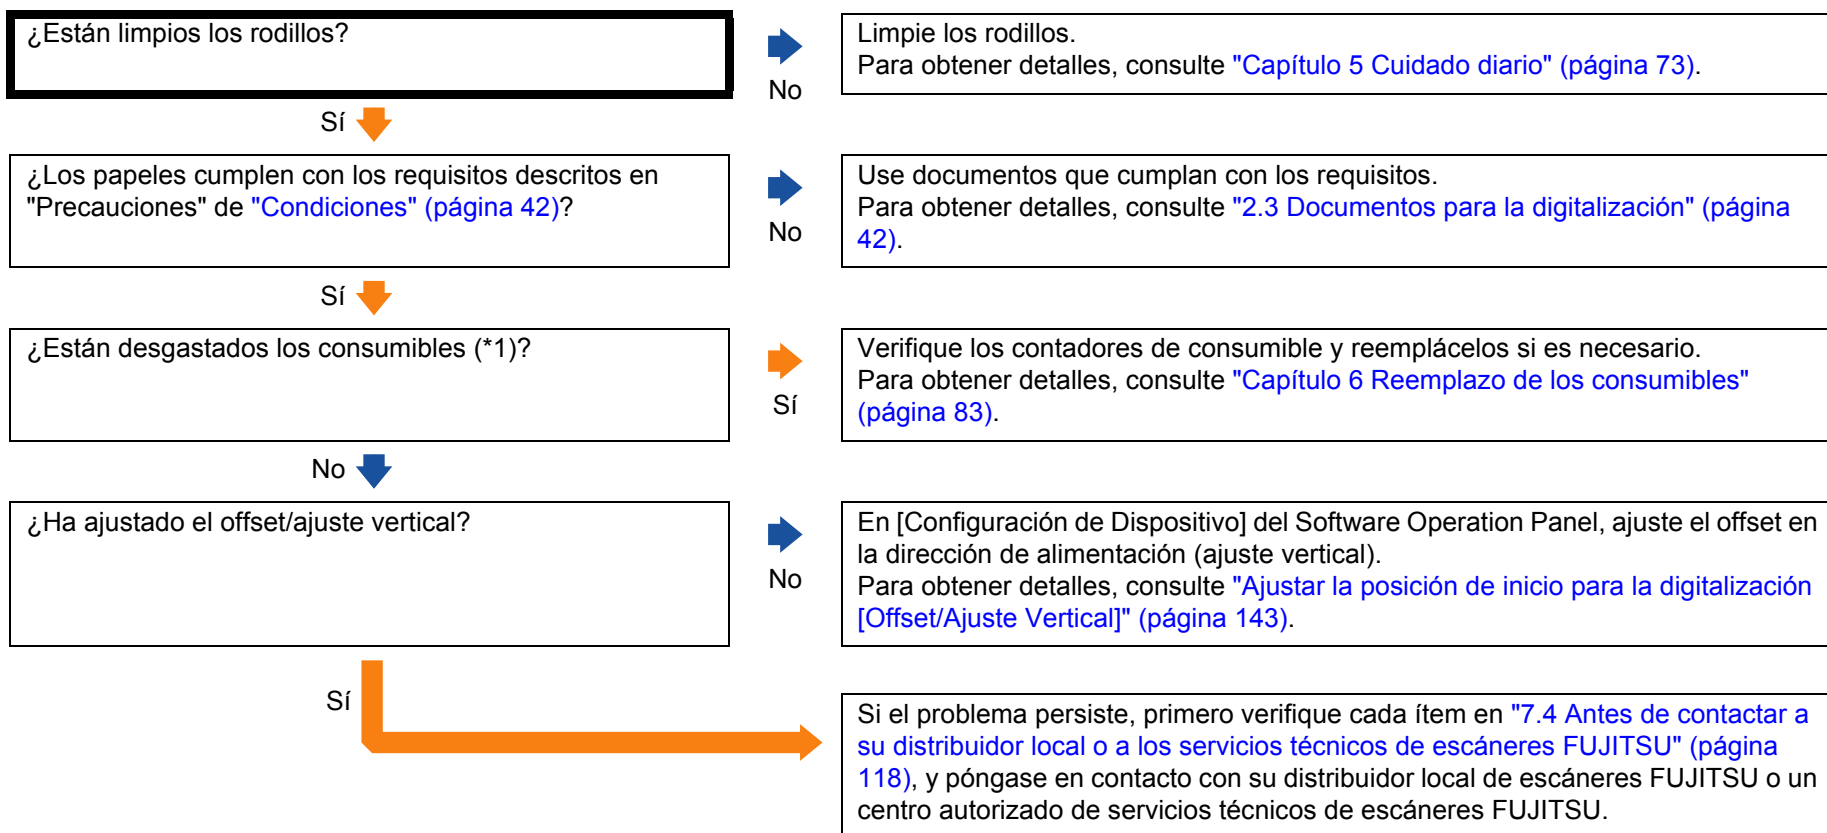 ¿Están limpios los rodillos?
No
Limpie los rodillos.
Para obtener detalles, consulte "Capítulo 5 Cuidado diario" (página 73).
Sí
¿Los papeles cumplen con los requisitos descritos en
"Precauciones" de "Condiciones" (página 42)?
No
Use documentos que cumplan con los requisitos.
Para obtener detalles, consulte "2.3 Documentos para la digitalización" (página
42).
Sí
¿Están desgastados los consumibles (*1)?
Sí
Verifique los contadores de consumible y reemplácelos si es necesario.
Para obtener detalles, consulte "Capítulo 6 Reemplazo de los consumibles"
(página 83).
No
¿Ha ajustado el offset/ajuste vertical?
No
En [Configuración de Dispositivo] del Software Operation Panel, ajuste el offset en
la dirección de alimentación (ajuste vertical).
Para obtener detalles, consulte "Ajustar la posición de inicio para la digitalización
[Offset/Ajuste Vertical]" (página 143).
Sí
Si el problema persiste, primero verifique cada ítem en "7.4 Antes de contactar a
su distribuidor local o a los servicios técnicos de escáneres FUJITSU" (página
118), y póngase en contacto con su distribuidor local de escáneres FUJITSU o un
centro autorizado de servicios técnicos de escáneres FUJITSU.